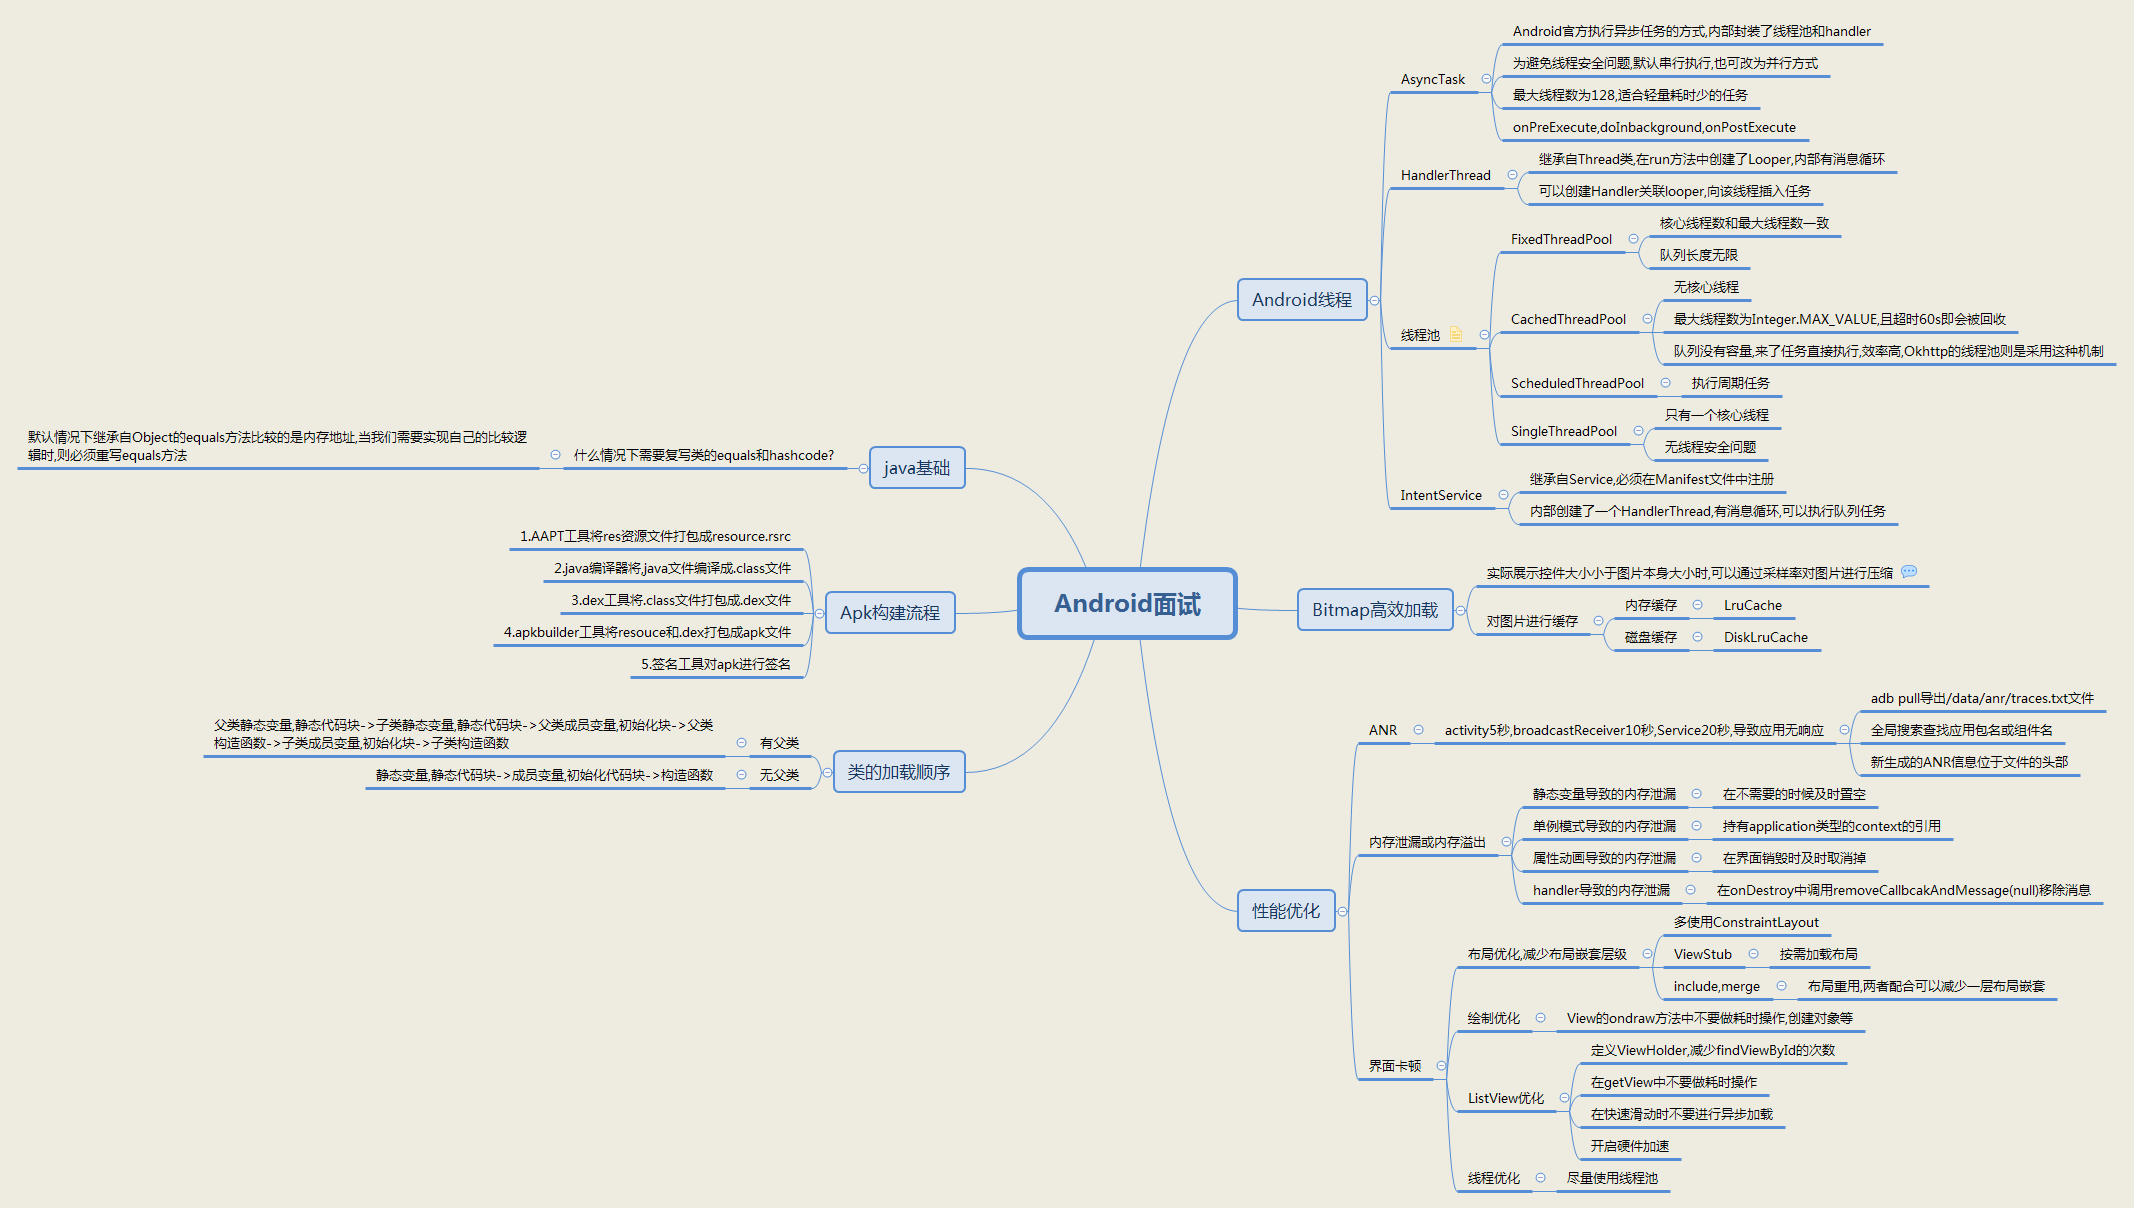 Android面试
Android线程
AsyncTask
Android官方执行异步任务的方式,内部封装了线程池和handler
为避免线程安全问题,默认串行执行,也可改为并行方式
最大线程数为128,适合轻量耗时少的任务
onPreExecute,doInbackground,onPostExecute
HandlerThread
继承自Thread类,在run方法中创建了Looper,内部有消息循环
可以创建Handler关联looper,向该线程插入任务
线程池
FixedThreadPool
核心线程数和最大线程数一致
队列长度无限
CachedThreadPool
无核心线程
最大线程数为Integer.MAX_VALUE,且超时60s即会被回收
队列没有容量,来了任务直接执行,效率高,Okhttp的线程池则是采用这种机制
ScheduledThreadPool
执行周期任务
SingleThreadPool
只有一个核心线程
无线程安全问题
IntentService
继承自Service,必须在Manifest文件中注册
内部创建了一个HandlerThread,有消息循环,可以执行队列任务
Bitmap高效加载
实际展示控件大小小于图片本身大小时,可以通过采样率对图片进行压缩
对图片进行缓存
内存缓存
LruCache
磁盘缓存
DiskLruCache
性能优化
ANR
activity5秒,broadcastReceiver10秒,Service20秒,导致应用无响应
adb pull导出/data/anr/traces.txt文件
全局搜索查找应用包名或组件名
新生成的ANR信息位于文件的头部
内存泄漏或内存溢出
静态变量导致的内存泄漏
在不需要的时候及时置空
单例模式导致的内存泄漏
持有application类型的context的引用
属性动画导致的内存泄漏
在界面销毁时及时取消掉
handler导致的内存泄漏
在onDestroy中调用removeCallbcakAndMessage(null)移除消息
界面卡顿
布局优化,减少布局嵌套层级
多使用ConstraintLayout
ViewStub
按需加载布局
include,merge
布局重用,两者配合可以减少一层布局嵌套
绘制优化
View的ondraw方法中不要做耗时操作,创建对象等
ListView优化
定义ViewHolder,减少findViewById的次数
在getView中不要做耗时操作
在快速滑动时不要进行异步加载
开启硬件加速
线程优化
尽量使用线程池
java基础
什么情况下需要复写类的equals和hashcode?
默认情况下继承自Object的equals方法比较的是内存地址,当我们需要实现自己的比较逻
辑时,则必须重写equals方法
Apk构建流程
1.AAPT工具将res资源文件打包成resource.rsrc
2.java编译器将,java文件编译成.class文件
3.dex工具将.class文件打包成.dex文件
4.apkbuilder工具将resouce和.dex打包成apk文件
5.签名工具对apk进行签名
类的加载顺序
有父类
父类静态变量,静态代码块->子类静态变量,静态代码块->父类成员变量,初始化块->父类
构造函数->子类成员变量,初始化块->子类构造函数
无父类
静态变量,静态代码块->成员变量,初始化代码块->构造函数